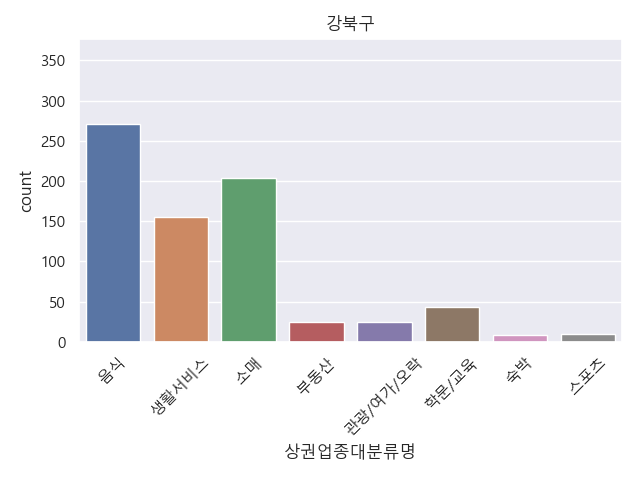 강북구
350
300
250
200
150
100
50
0
count
음식
생활서비스
소매
부동산
관광/여가/오락
학문/교육
숙박
스포츠
상권업종대분류명